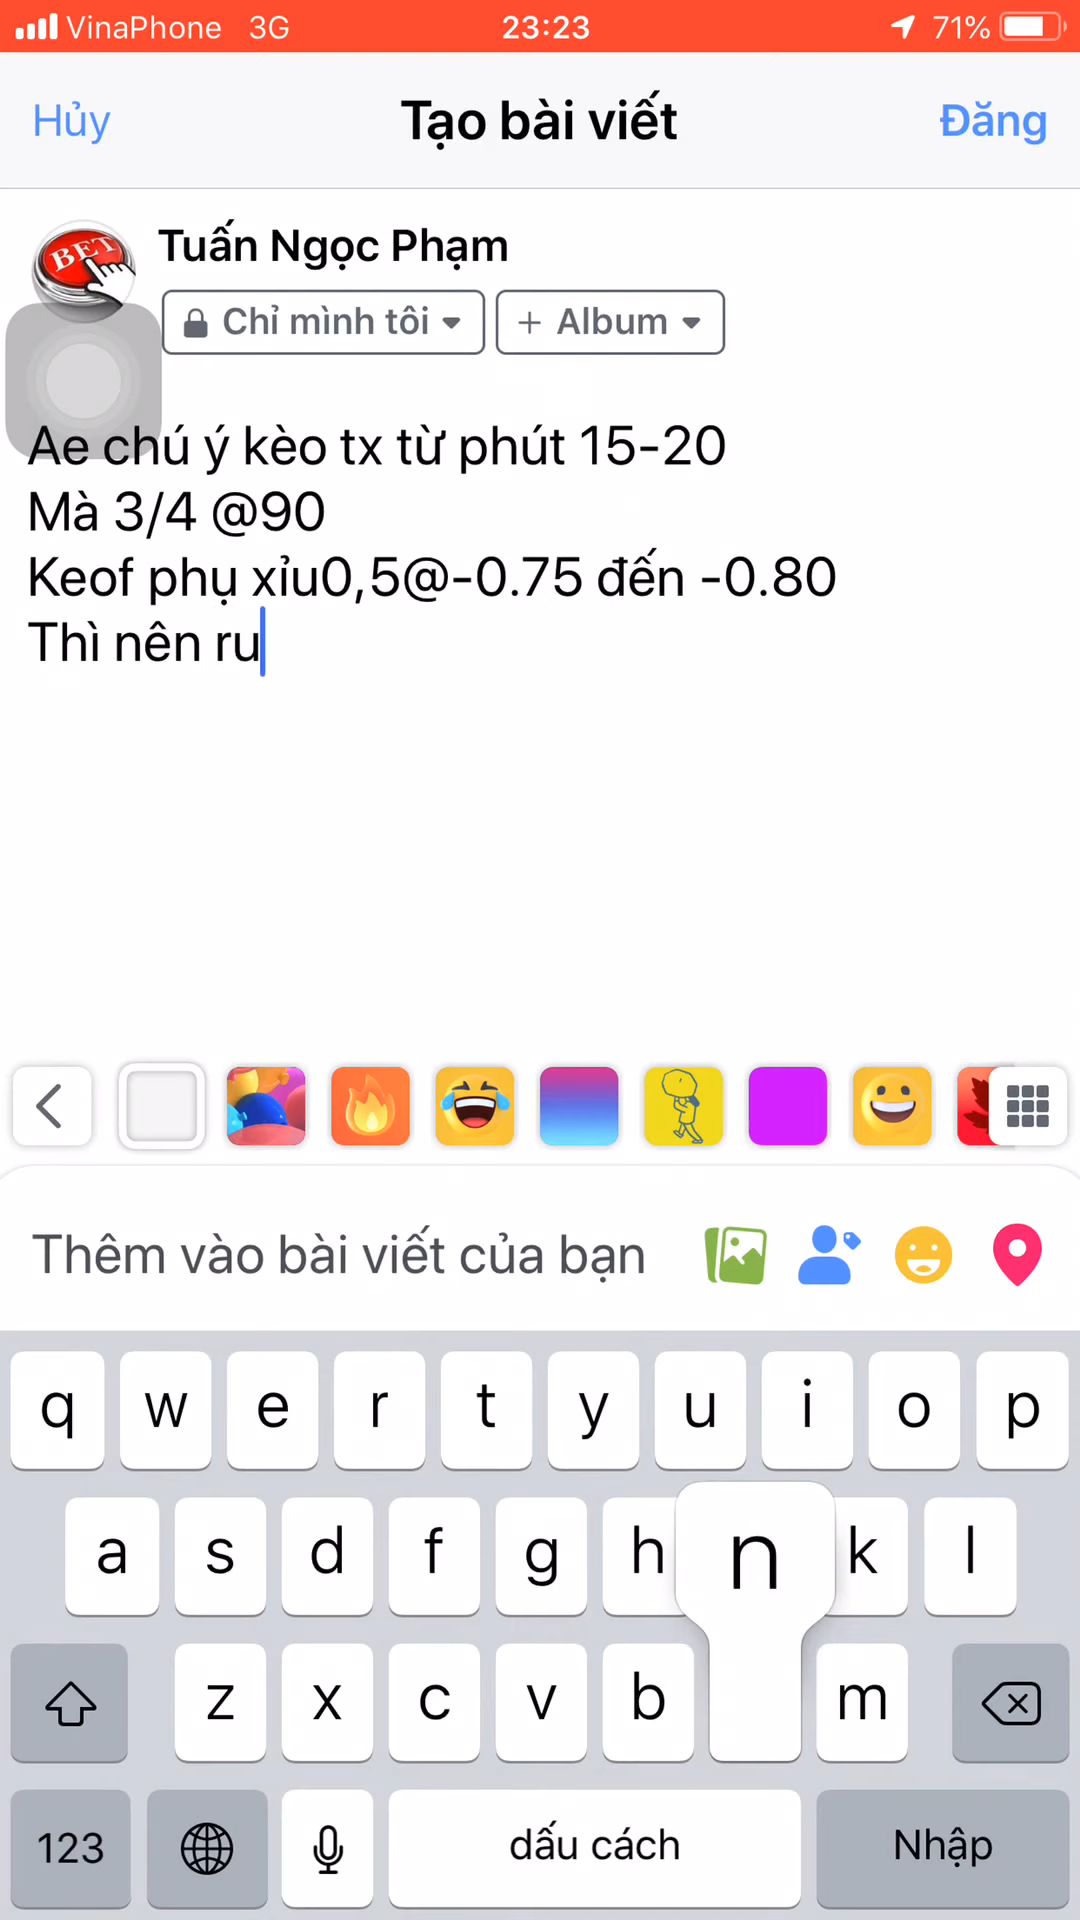 VinaPhone 3G 23:23 71%
Hủy Tạo bài viết Đăng
BET
Tuấn Ngọc Phạm
Chỉ mình tôi + Album
Ae chú ý kèo tx từ phút 15-20
Mà 3/4 @90
Keof phụ xỉu0,5@-0.75 đến -0.80
Thì nên ru
Thêm vào bài viết của bạn
q w e r t y u i o p
a s d f g h n k l
z x c v b m
123 dấu cách Nhập